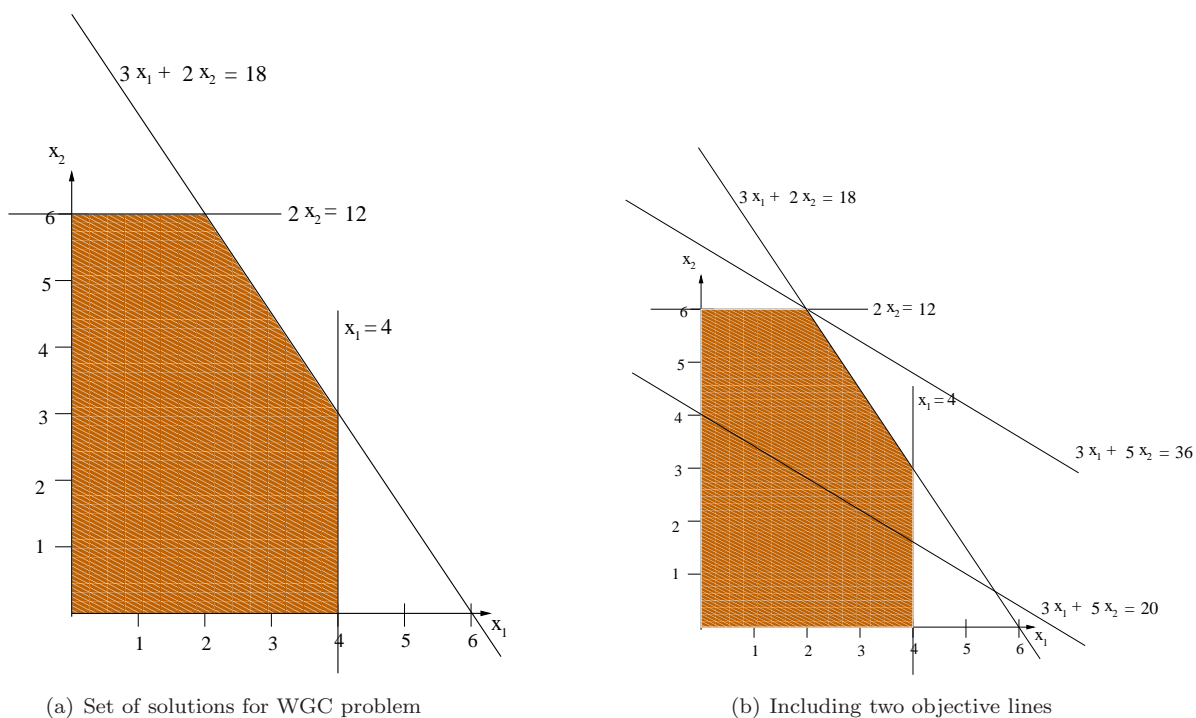 3 x₁ + 2 x₂ = 18
x₂
6
2 x₂ = 12
5
x₁ = 4
4
3
2
1
1 2 3 4 5 6
x₁
(a) Set of solutions for WGC problem
3 x₁ + 2 x₂ = 18
x₂
6
2 x₂ = 12
5
x₁ = 4
4
3 x₁ + 5 x₂ = 36
3
2
1
3 x₁ + 5 x₂ = 20
x₁
1 2 3 4 5 6
(b) Including two objective lines